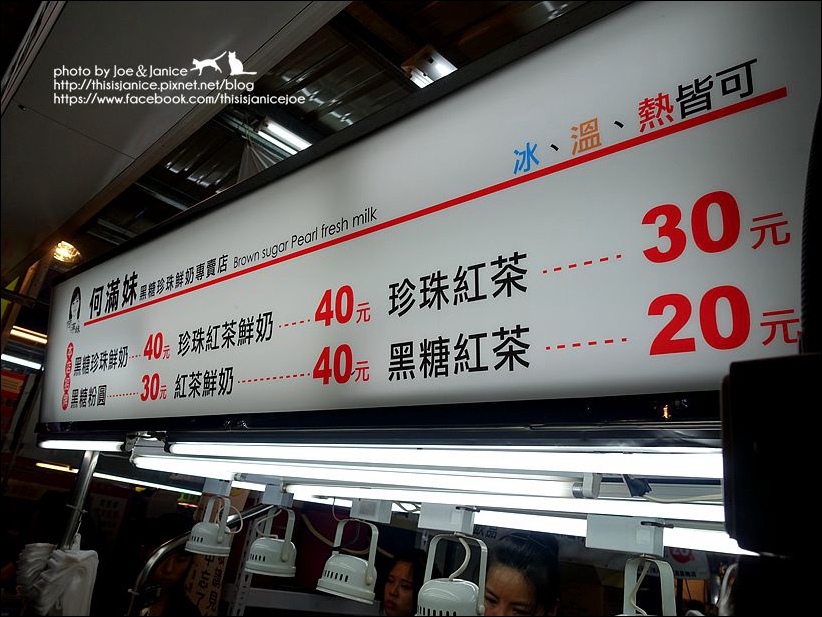 photo by Joe & Janice
http://thisisjanice.pixnet.net/blog
https://www.facebook.com/thisisjanicejoe
冰、溫、熱皆可
何滿妹 黑糖珍珠鮮奶專賣店 Brown sugar Pearl fresh milk
黑糖珍珠鮮奶 40元 珍珠紅茶鮮奶 40元 珍珠紅茶 30元
黑糖粉圓 30元 紅茶鮮奶 40元 黑糖紅茶 20元